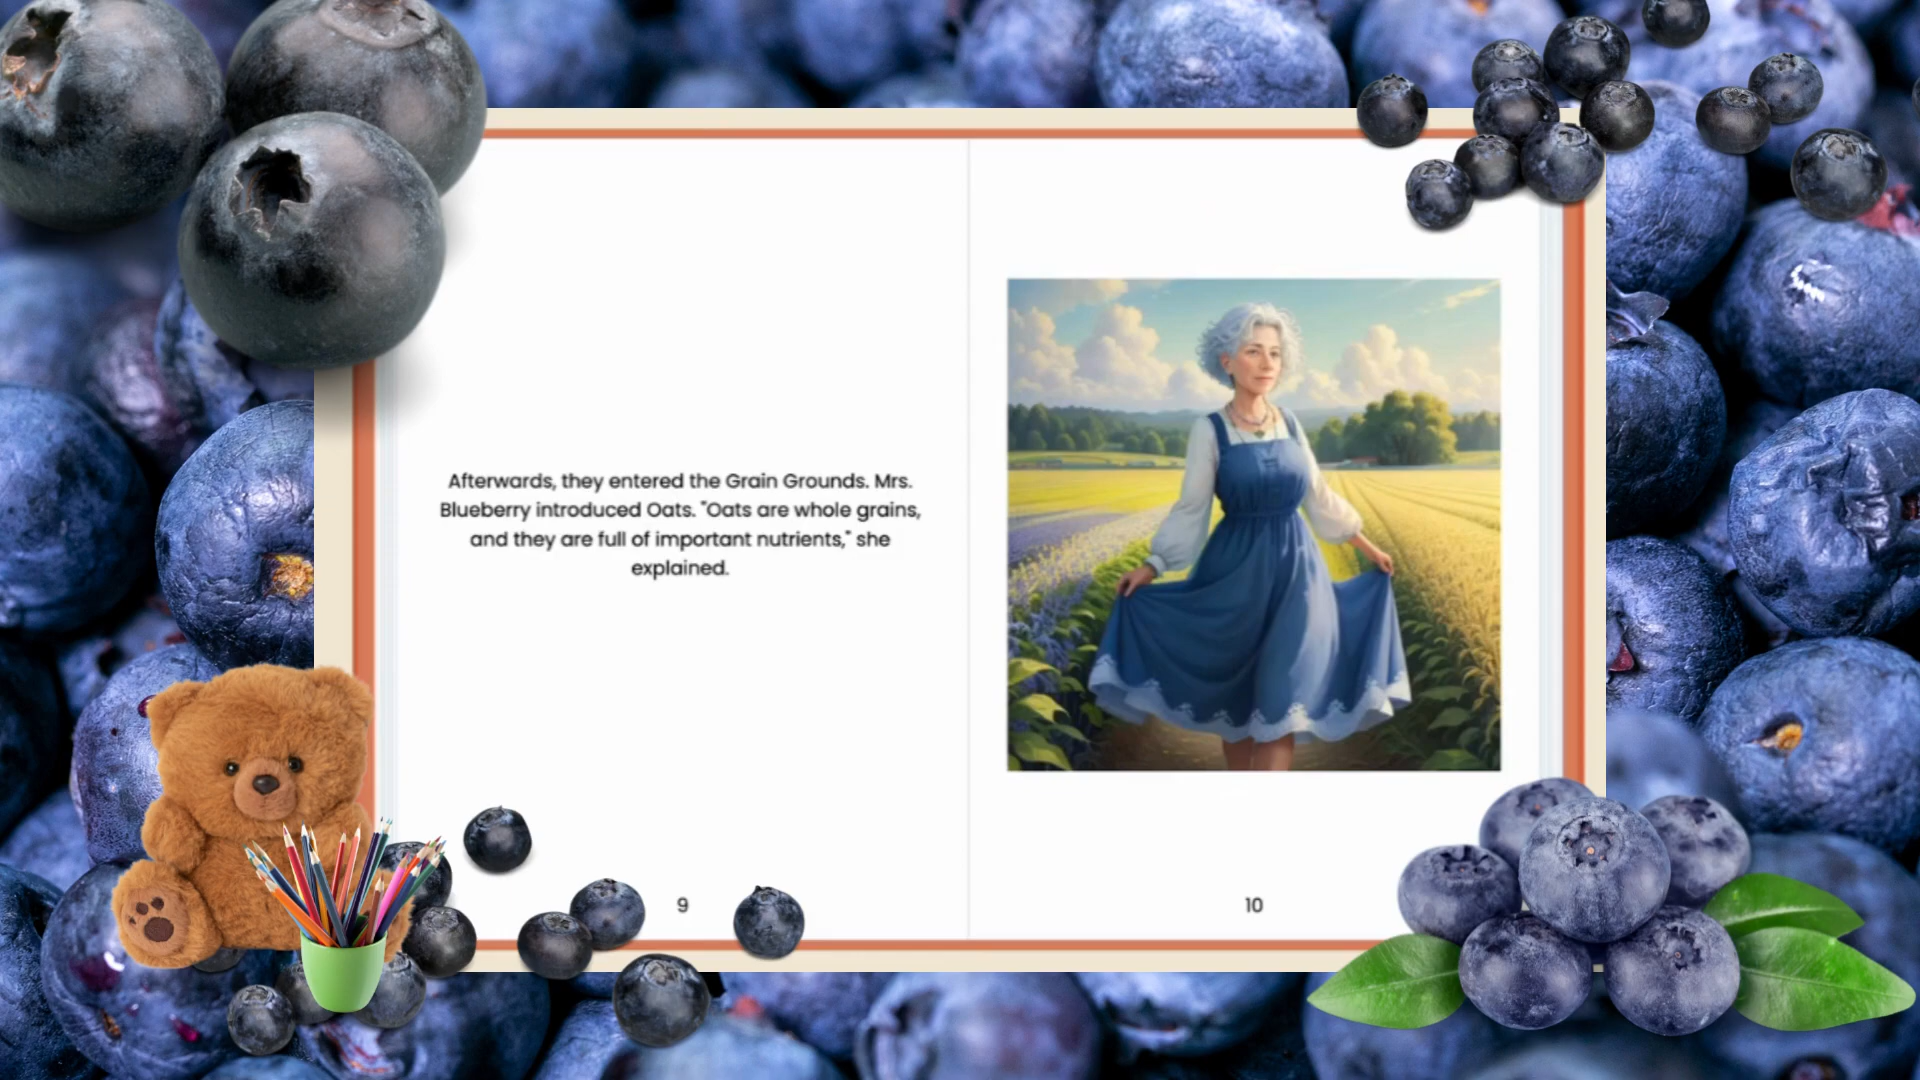 Afterwards, they entered the Grain Grounds. Mrs.
Blueberry introduced Oats. "Oats are whole grains,
and they are full of important nutrients," she
explained.
9
10